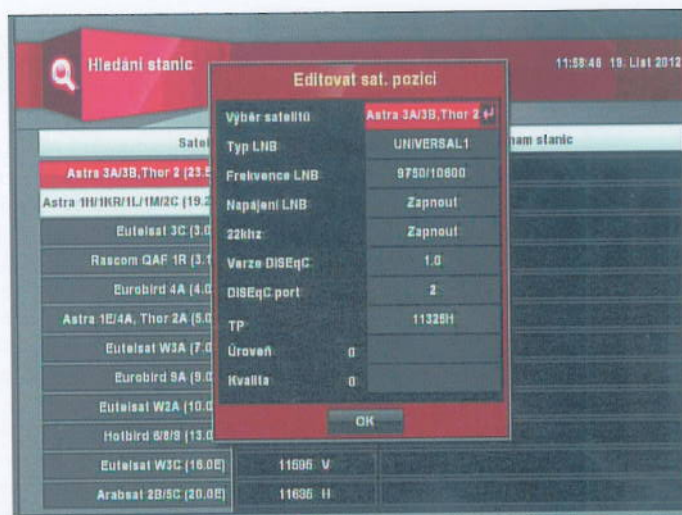 Hledání stanic
11:58:48 19. List 2012
Editovat sat. pozici
Výběr satelitů Astra 3A/3B,Thor 2
Typ LNB UNIVERSAL1
Frekvence LNB: 9750/10600
Napájení LNB: Zapnout
22khz: Zapnout
Verze DISEqC: 1.0
DISEqC port: 2
TP: 11325H
Úroveň 0
Kvalita 0
OK
nam stanic
Astra 3A/3B,Thor 2 (23.5
Astra 1H/1KR/1L/1M/2C (19.2
Eutelsat 3C (3.0
Rascom QAF 1R (3.1
Eurobird 4A (4.0
Astra 1E/4A, Thor 2A (5.0
Eutelsat W3A (7.0
Eurobird 9A (9.0
Eutelsat W2A (10.0
Hotbird 6/8/9 (13.0
Eutelsat W3C (16.0E) 11595 V
Arabsat 2B/5C (20.0E) 11635 H